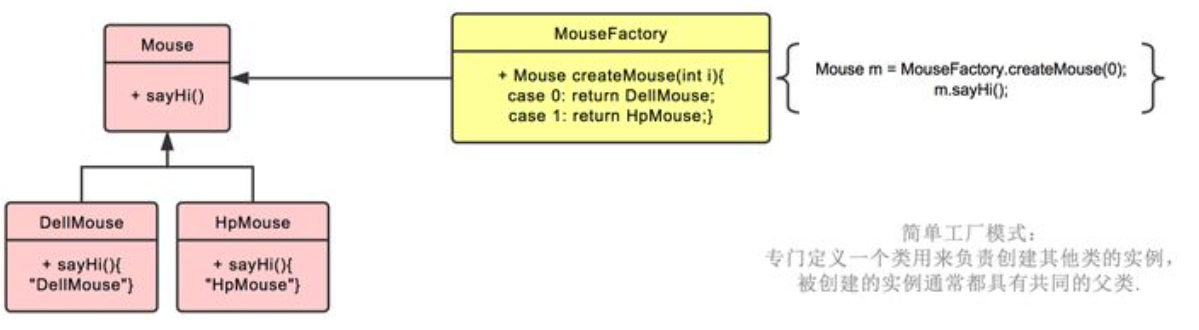 Mouse
+ sayHi()
MouseFactory
+ Mouse createMouse(int i){
case 0: return DellMouse;
case 1: return HpMouse;}
Mouse m = MouseFactory.createMouse(0);
m.sayHi();
DellMouse
+ sayHi(){
"DellMouse"}
HpMouse
+ sayHi(){
"HpMouse"}
简单工厂模式:
专门定义一个类用来负责创建其他类的实例,
被创建的实例通常都具有共同的父类.